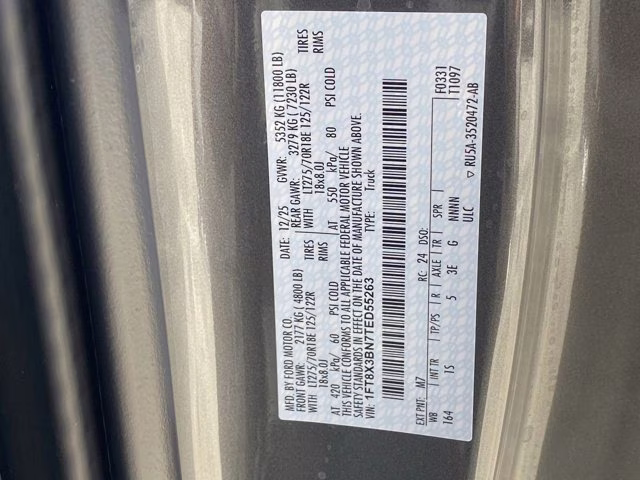 MFD. BY FORD MOTOR CO.
DATE: 12/25 GVWR: 5352 KG (11800 LB)
FRONT GAWR: 2177 KG ( 4800 LB) REAR GAWR: 3279 KG ( 7230 LB)
WITH LT275/70R18E 125/122R TIRES WITH LT275/70R18E 125/122R TIRES
18x8.0J RIMS 18x8.0J RIMS
AT 420 kPa/ 60 PSI COLD AT 550 kPa/ 80 PSI COLD
THIS VEHICLE CONFORMS TO ALL APPLICABLE FEDERAL MOTOR VEHICLE
SAFETY STANDARDS IN EFFECT ON THE DATE OF MANUFACTURE SHOWN ABOVE.
VIN: 1FT8X3BN7TED55263 Truck
F0331
T1097
EXT PNT: M7 RC: 24 DSO:
WB INT TR TP/PS R AXLE TR SPR
164 1S 5 3E G NNNN
ULC
▽ RU5A-3520472-AB